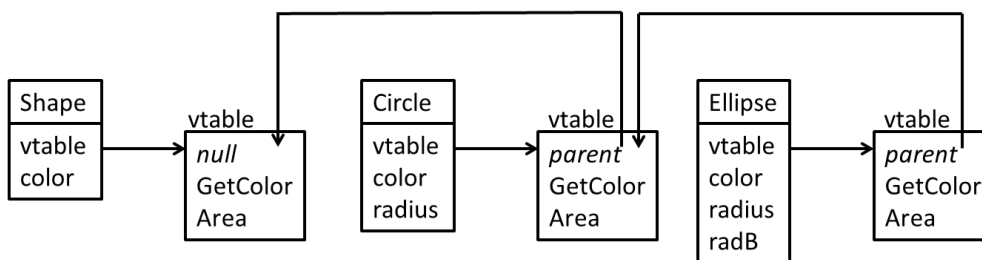 Shape
vtable
color
vtable
null
GetColor
Area
Circle
vtable
color
radius
vtable
parent
GetColor
Area
Ellipse
vtable
color
radius
radB
vtable
parent
GetColor
Area